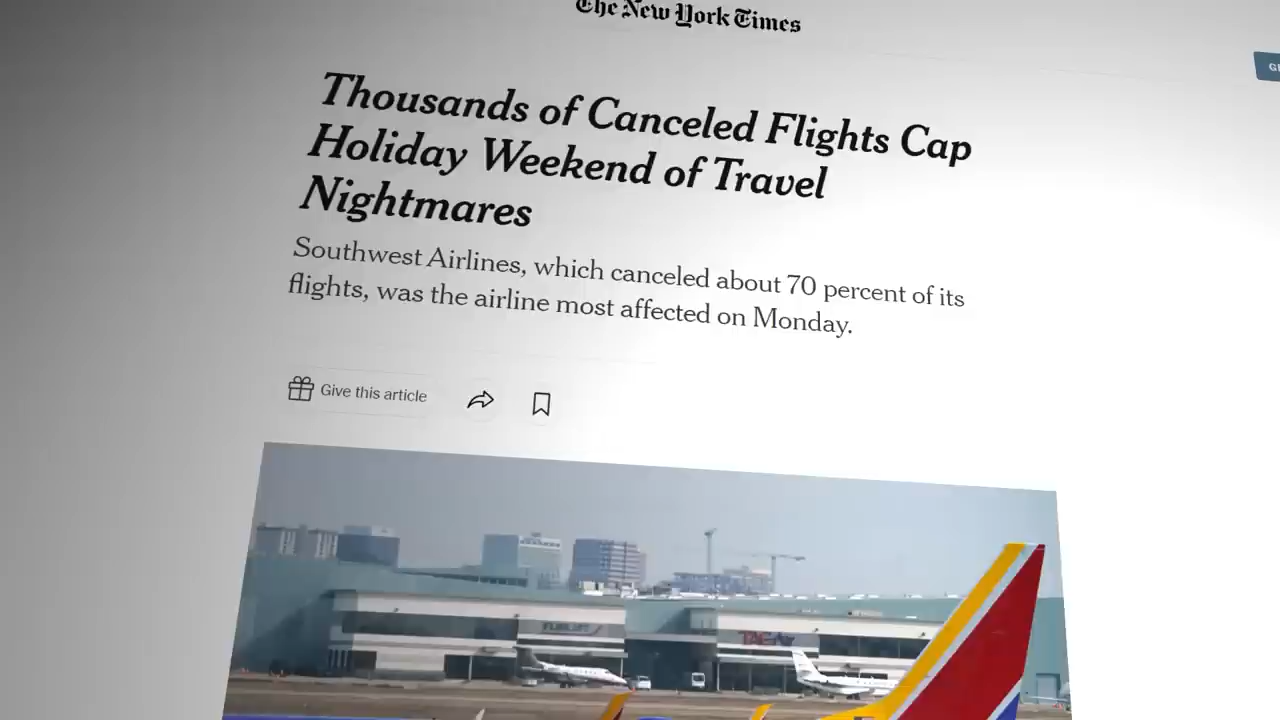 The New York Times
Thousands of Canceled Flights Cap
Holiday Weekend of Travel
Nightmares
Southwest Airlines, which canceled about 70 percent of its
flights, was the airline most affected on Monday.
Give this article
TAC Air